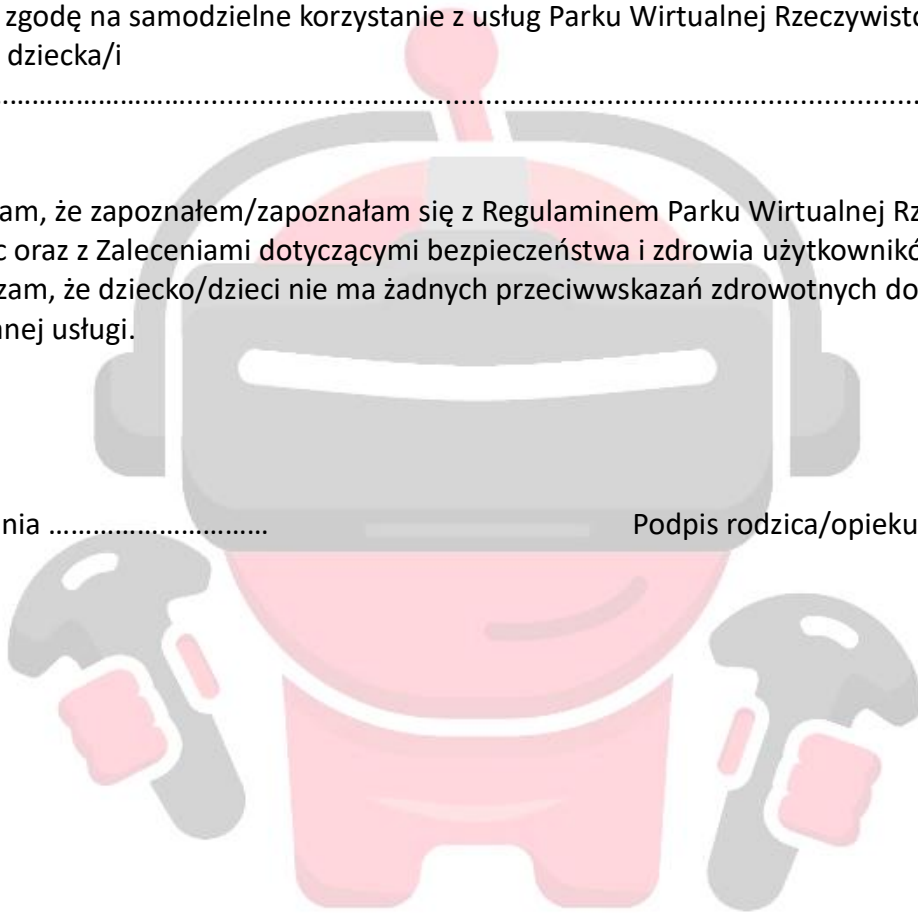 zgodę na samodzielne korzystanie z usług Parku Wirtualnej Rzeczywisto
dziecka/i
...................................................................................................................
am, że zapoznałem/zapoznałam się z Regulaminem Parku Wirtualnej Rz
c oraz z Zaleceniami dotyczącymi bezpieczeństwa i zdrowia użytkownikó
zam, że dziecko/dzieci nie ma żadnych przeciwwskazań zdrowotnych do
nej usługi.
nia ………………………… Podpis rodzica/opieku